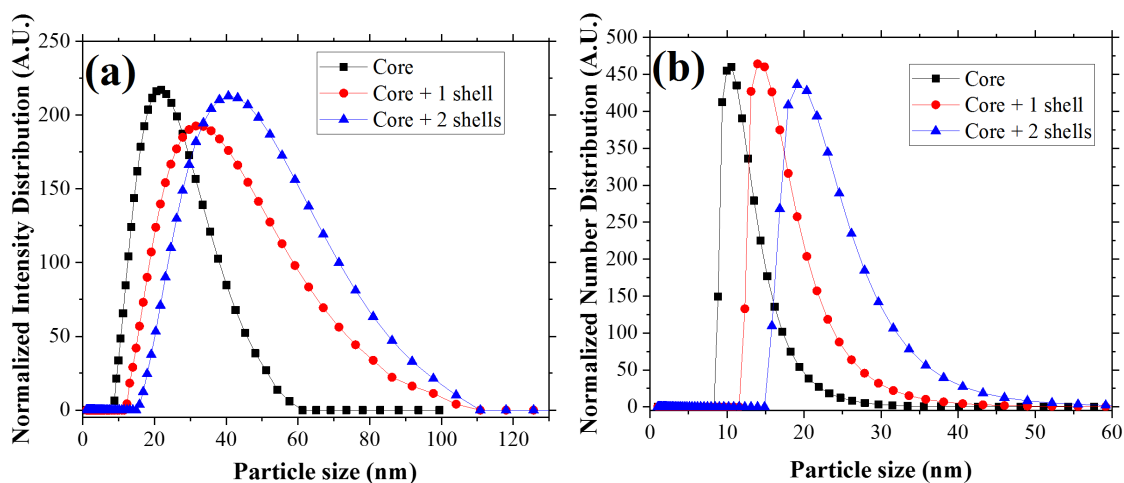 (a)
Normalized Intensity Distribution (A.U.)
250
200
150
100
50
0
Core
Core + 1 shell
Core + 2 shells
0 20 40 60 80 100 120
Particle size (nm)
(b)
Normalized Number Distribution (A.U.)
500
450
400
350
300
250
200
150
100
50
0
Core
Core + 1 shell
Core + 2 shells
0 10 20 30 40 50 60
Particle size (nm)